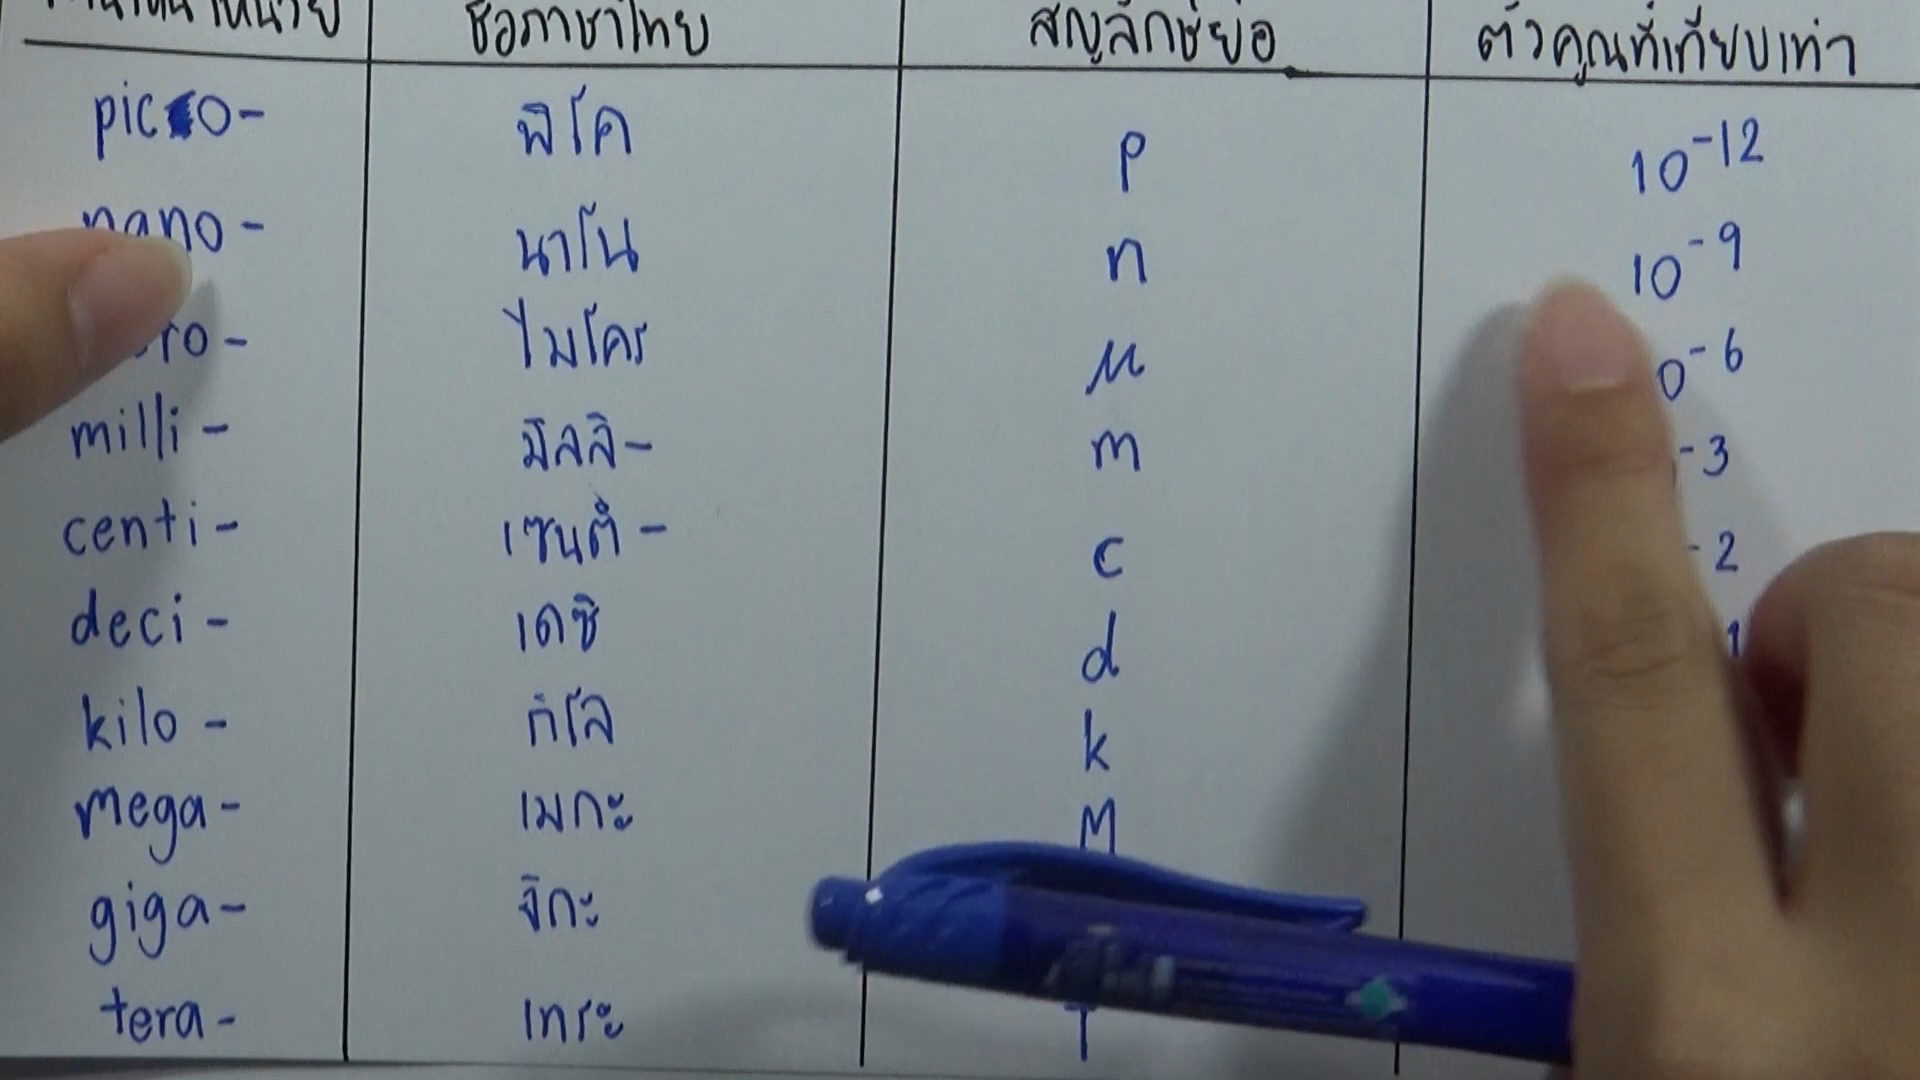 ชื่อภาษาไทย สัญลักษ์ย่อ ตัวคูณที่เทียบเท่า
pico- พิโค p 10⁻¹²
nano- นาโน n 10⁻⁹
ไมโคร μ
milli- มิลลิ- m
centi- เซนติ- c
deci- เดซิ d
kilo- กิโล k
mega- เมกะ M
giga- จิกะ
tera- เทระ T